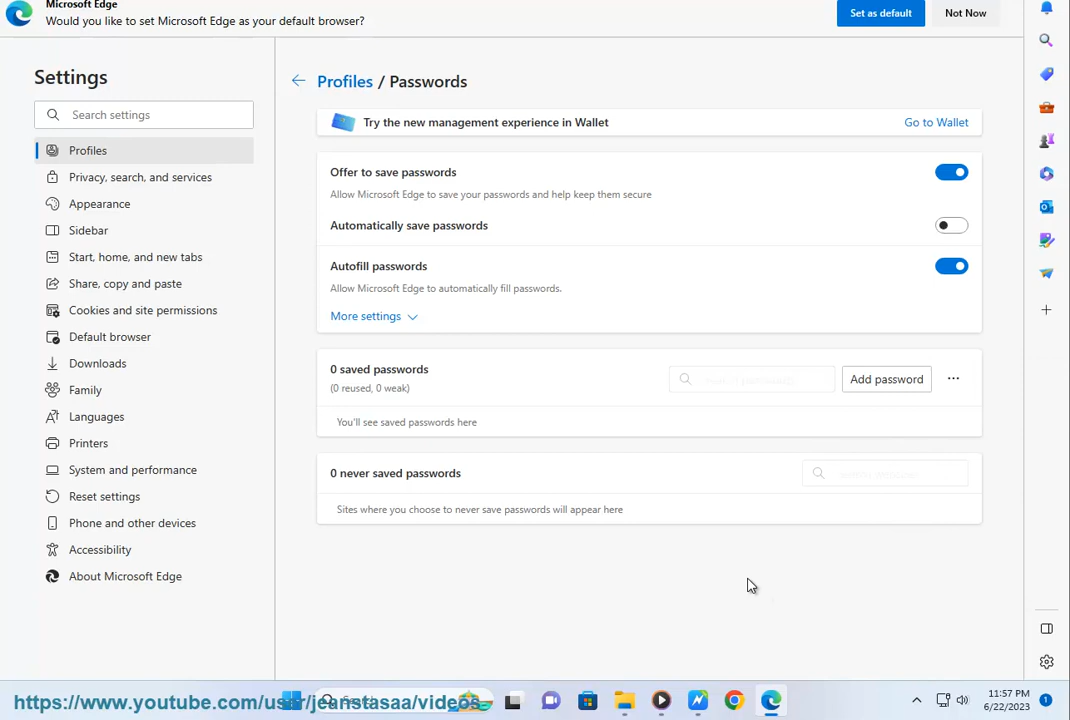 Microsoft Edge
Would you like to set Microsoft Edge as your default browser?
Set as default
Not Now
Settings
Search settings
Profiles
Privacy, search, and services
Appearance
Sidebar
Start, home, and new tabs
Share, copy and paste
Cookies and site permissions
Default browser
Downloads
Family
Languages
Printers
System and performance
Reset settings
Phone and other devices
Accessibility
About Microsoft Edge
Profiles / Passwords
Try the new management experience in Wallet
Go to Wallet
Offer to save passwords
Allow Microsoft Edge to save your passwords and help keep them secure
Automatically save passwords
Autofill passwords
Allow Microsoft Edge to automatically fill passwords.
More settings
0 saved passwords
(0 reused, 0 weak)
Add password
You'll see saved passwords here
0 never saved passwords
Sites where you choose to never save passwords will appear here
https://www.youtube.com/user/jeanstasaa/videos
11:57 PM
6/22/2023
1